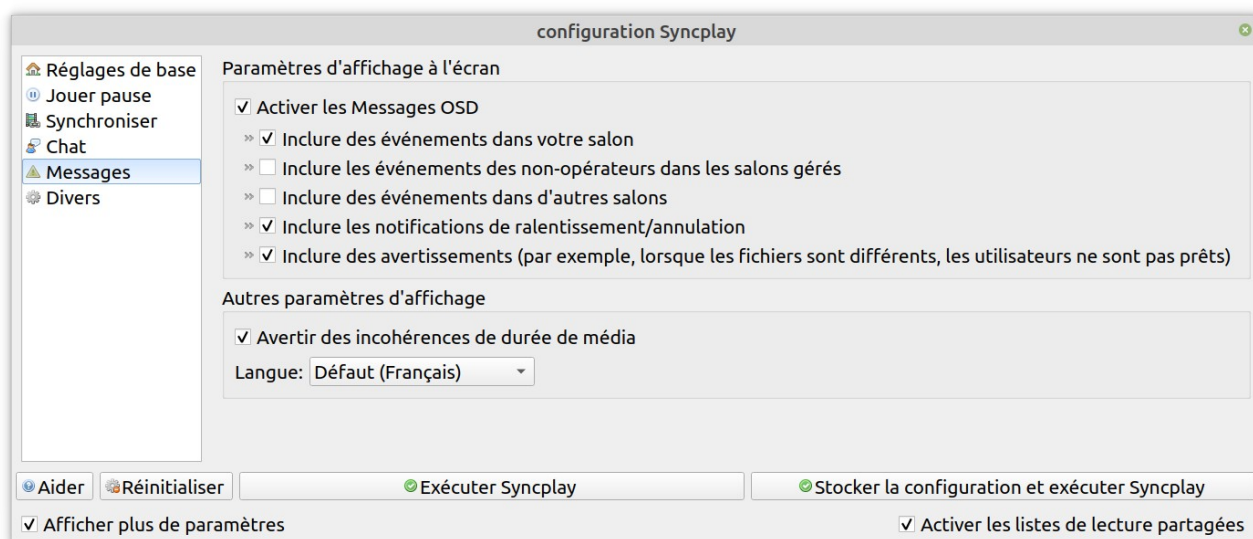 configuration Syncplay
Réglages de base
Jouer pause
Synchroniser
Chat
Messages
Divers
Paramètres d'affichage à l'écran
Activer les Messages OSD
Inclure des événements dans votre salon
Inclure les événements des non-opérateurs dans les salons gérés
Inclure des événements dans d'autres salons
Inclure les notifications de ralentissement/annulation
Inclure des avertissements (par exemple, lorsque les fichiers sont différents, les utilisateurs ne sont pas prêts)
Autres paramètres d'affichage
Avertir des incohérences de durée de média
Langue: Défaut (Français)
Aider Réinitialiser Exécuter Syncplay Stocker la configuration et exécuter Syncplay
Afficher plus de paramètres Activer les listes de lecture partagées